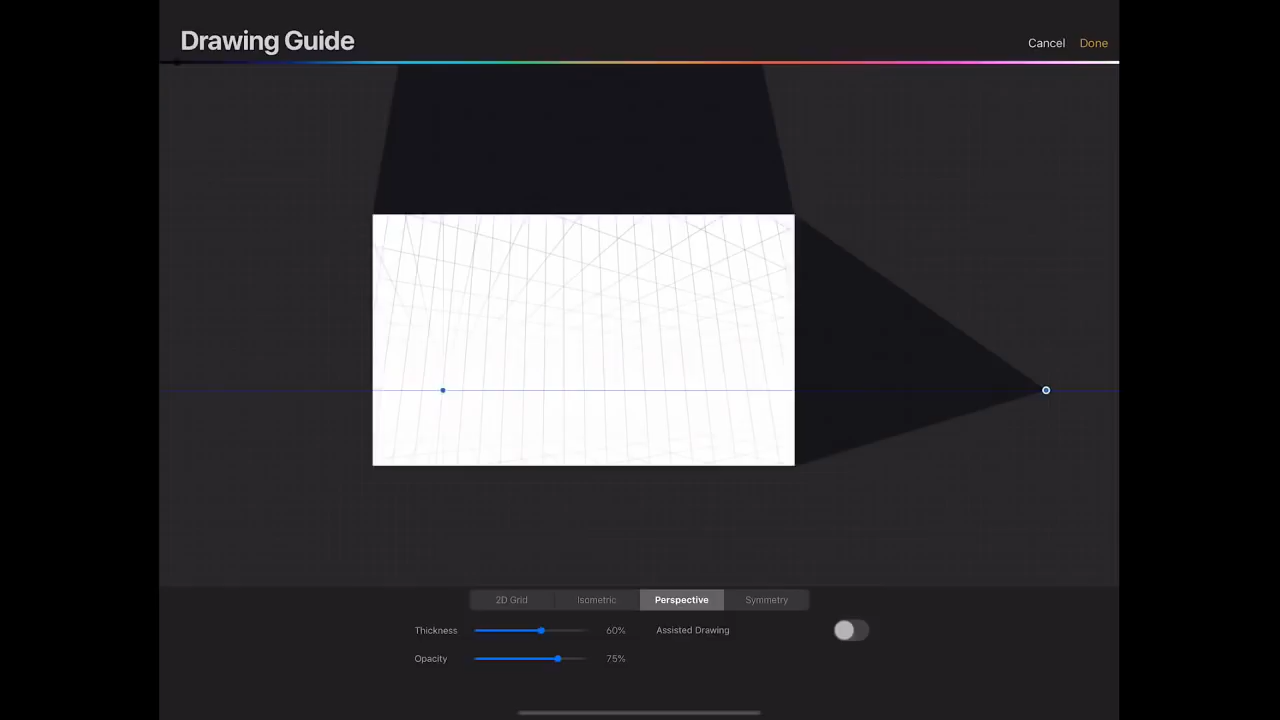 Drawing Guide
Cancel Done
2D Grid Isometric Perspective Symmetry
Thickness 60% Assisted Drawing
Opacity 75%